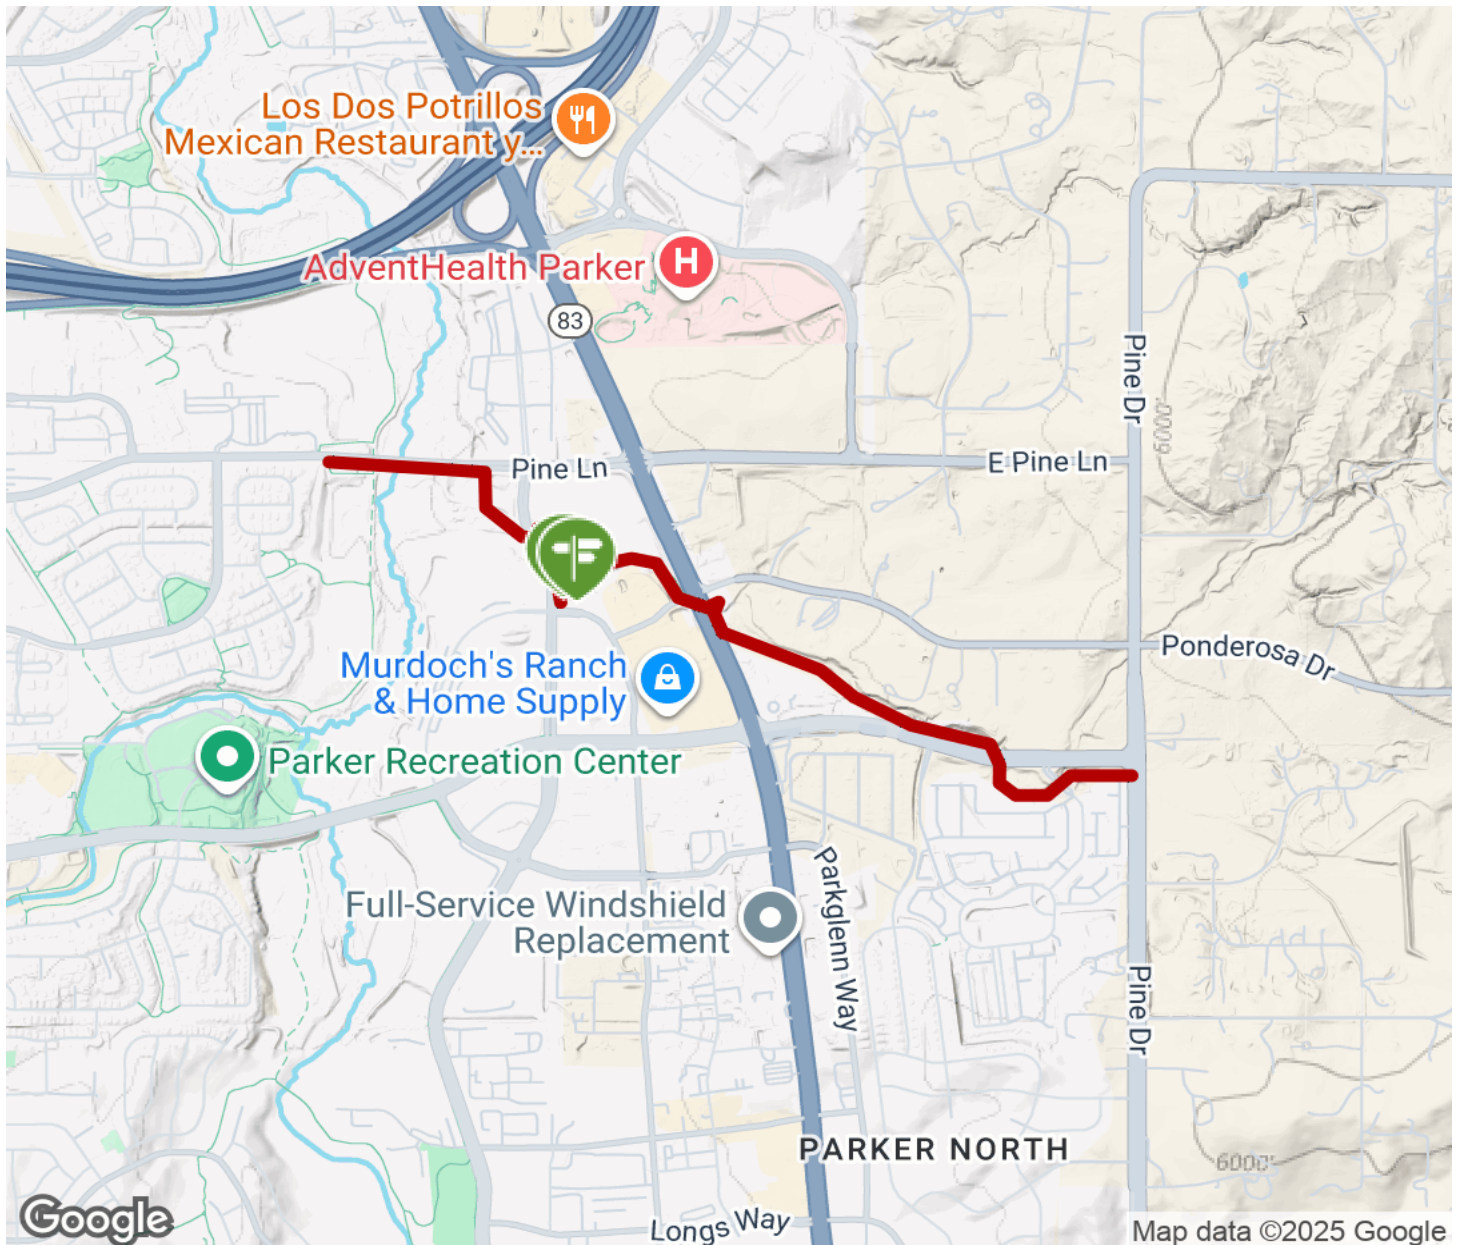 Los Dos Potrillos
Mexican Restaurant y...
AdventHealth Parker
H
83
Pine Dr
6000
Pine Ln
E Pine Ln
Ponderosa Dr
Murdoch's Ranch
& Home Supply
Parker Recreation Center
Parkglenn Way
Full-Service Windshield
Replacement
Pine Dr
PARKER NORTH
6000'
Longs Way
Google
Map data ©2025 Google